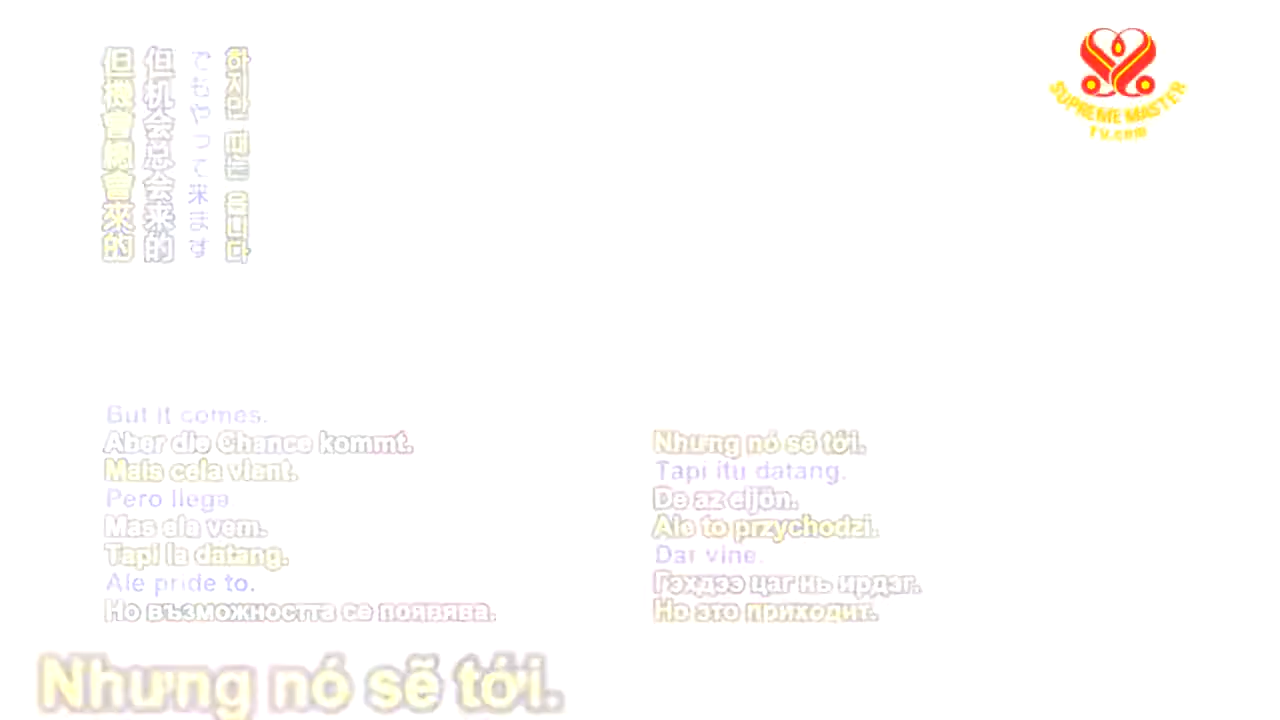 但機會總會來的
但机会总会来的
でもやって来ます
하지만 때는 옵니다
SUPREME MASTER
TV.com
But it comes.
Aber die Chance kommt.
Mais cela vient.
Pero llega
Mas ela vem.
Tapi Ia datang.
Ale pride to.
Но възможността се появява.
Nhưng nó sẽ tới.
Tapi itu datang.
De az eljön.
Ale to przychodzi.
Dar vine.
Гэхдээ цаг нь ирдэг.
Но это приходит.
Nhưng nó sẽ tới.